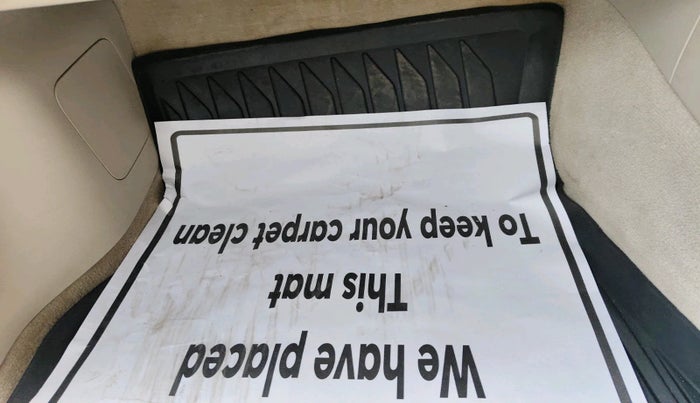 We have placed
This mat
To keep your carpet clean